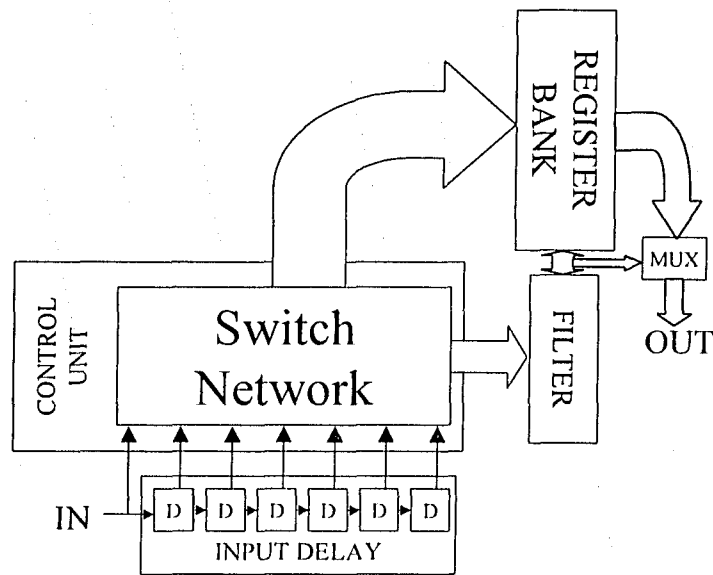 REGISTER
BANK
MUX
OUT
FILTER
CONTROL
UNIT
Switch
Network
IN
D D D D D D
INPUT DELAY